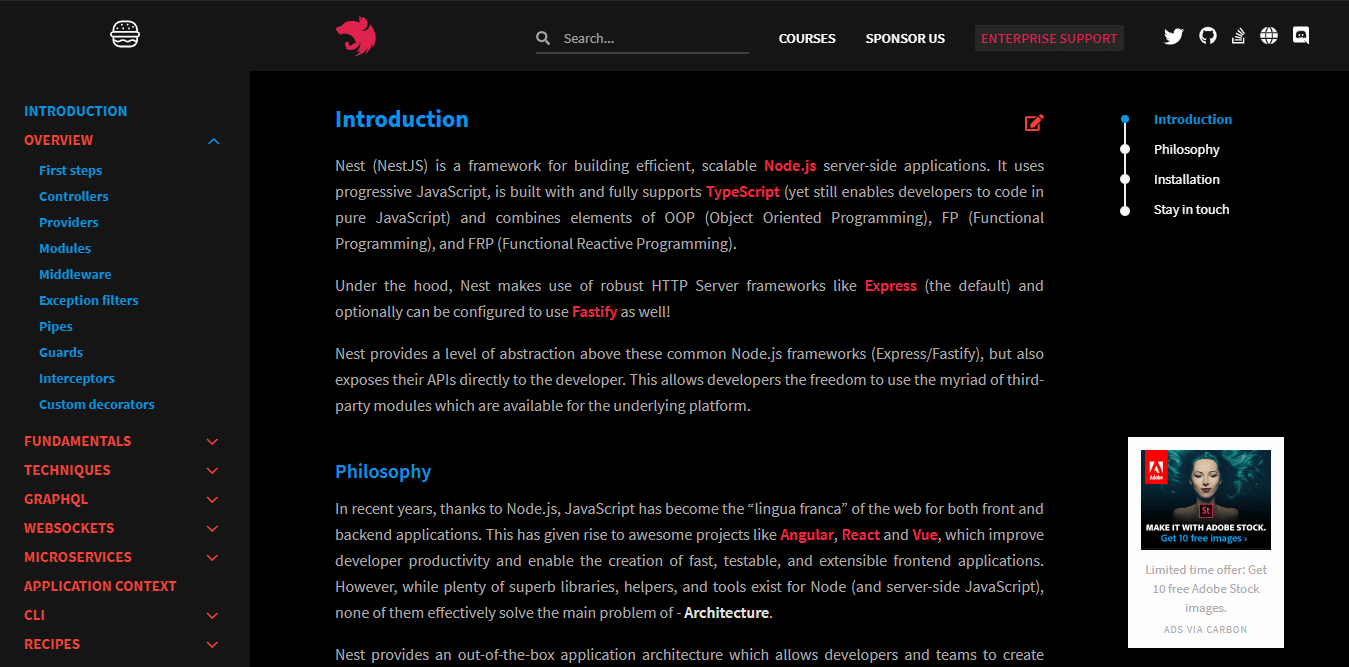 Search...
COURSES
SPONSOR US
ENTERPRISE SUPPORT
INTRODUCTION
OVERVIEW
First steps
Controllers
Providers
Modules
Middleware
Exception filters
Pipes
Guards
Interceptors
Custom decorators
FUNDAMENTALS
TECHNIQUES
GRAPHQL
WEBSOCKETS
MICROSERVICES
APPLICATION CONTEXT
CLI
RECIPES
Introduction
Nest (NestJS) is a framework for building efficient, scalable Node.js server-side applications. It uses
progressive JavaScript, is built with and fully supports TypeScript (yet still enables developers to code in
pure JavaScript) and combines elements of OOP (Object Oriented Programming), FP (Functional
Programming), and FRP (Functional Reactive Programming).
Under the hood, Nest makes use of robust HTTP Server frameworks like Express (the default) and
optionally can be configured to use Fastify as well!
Nest provides a level of abstraction above these common Node.js frameworks (Express/Fastify), but also
exposes their APIs directly to the developer. This allows developers the freedom to use the myriad of third-
party modules which are available for the underlying platform.
Philosophy
In recent years, thanks to Node.js, JavaScript has become the “lingua franca” of the web for both front and
backend applications. This has given rise to awesome projects like Angular, React and Vue, which improve
developer productivity and enable the creation of fast, testable, and extensible frontend applications.
However, while plenty of superb libraries, helpers, and tools exist for Node (and server-side JavaScript),
none of them effectively solve the main problem of - Architecture.
Nest provides an out-of-the-box application architecture which allows developers and teams to create
Introduction
Philosophy
Installation
Stay in touch
Adobe
St
MAKE IT WITH ADOBE STOCK.
Get 10 free images ›
Limited time offer: Get
10 free Adobe Stock
images.
ADS VIA CARBON